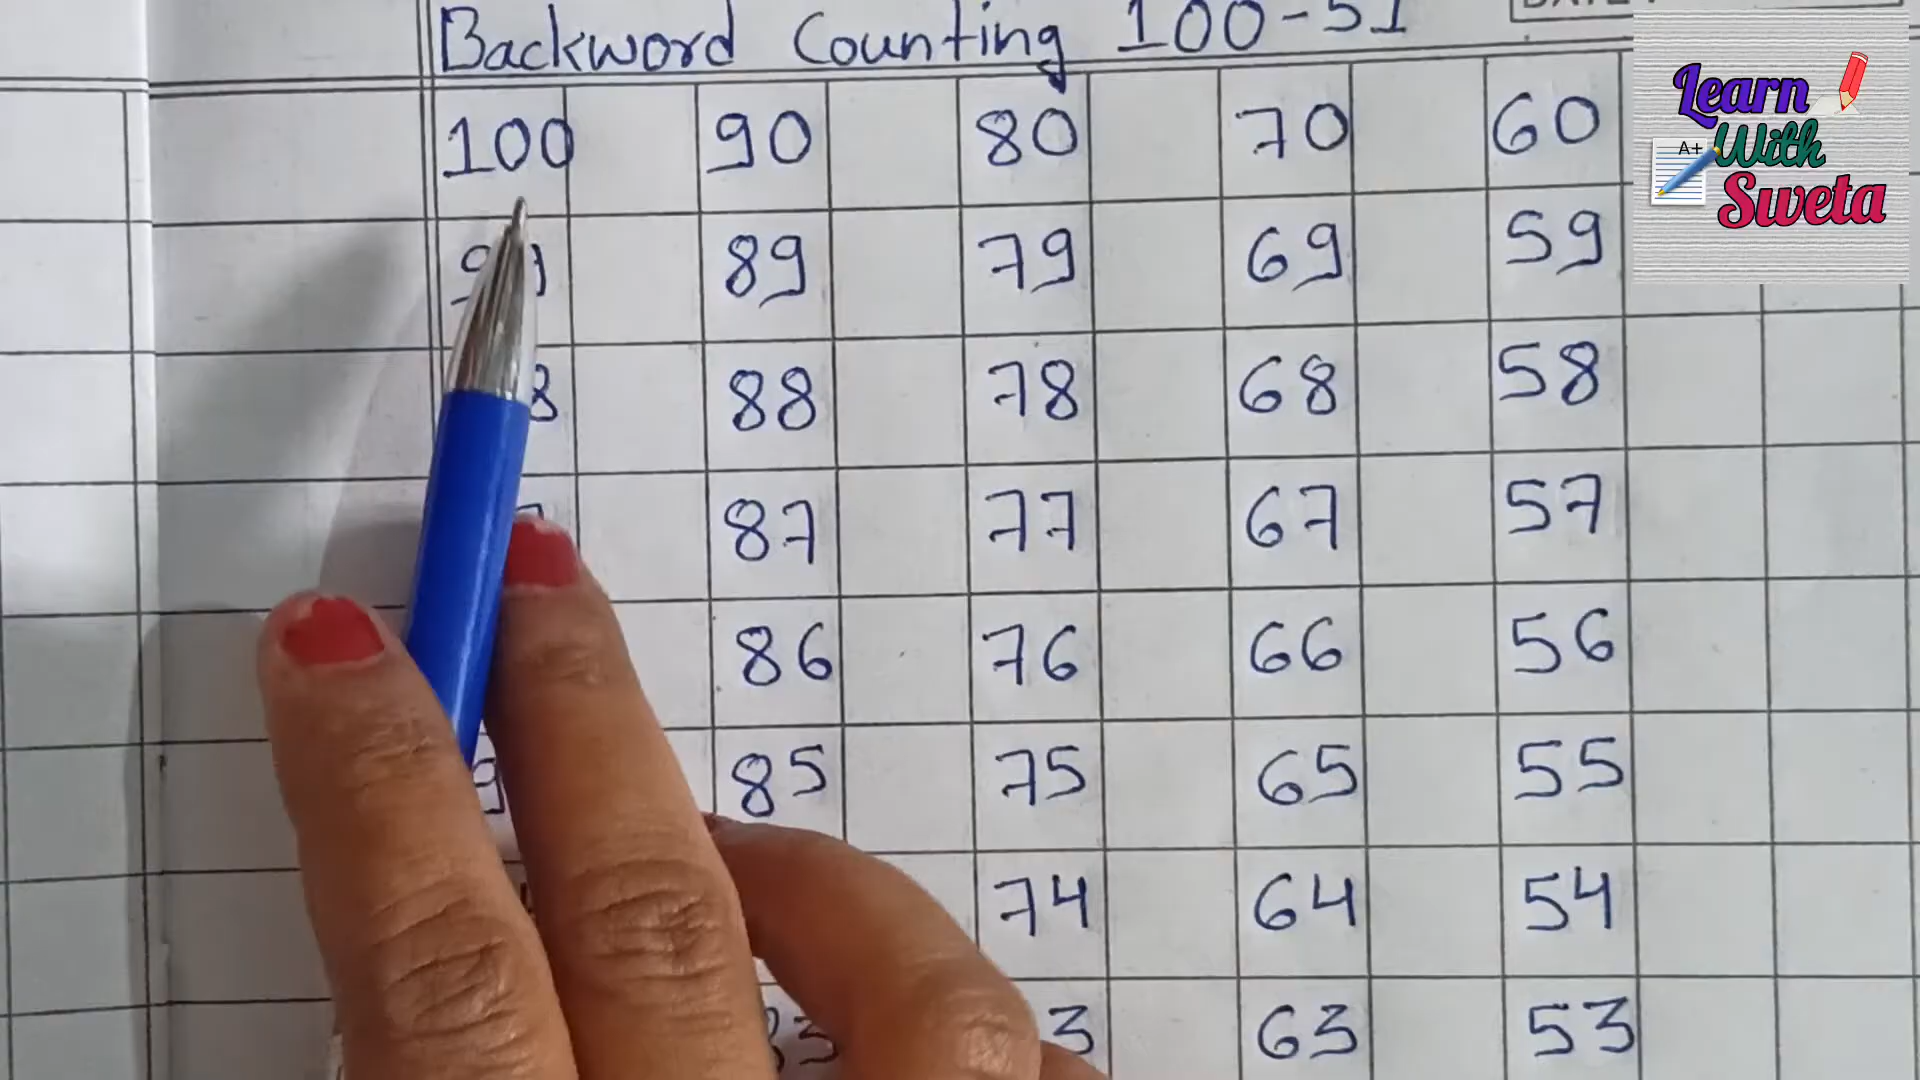 Backword Counting 100-51
100 90 80 70 60
89 79 69 59
88 78 68 58
87 77 67 57
86 76 66 56
85 75 65 55
74 64 54
63 53
Learn
With
Sweta
A+